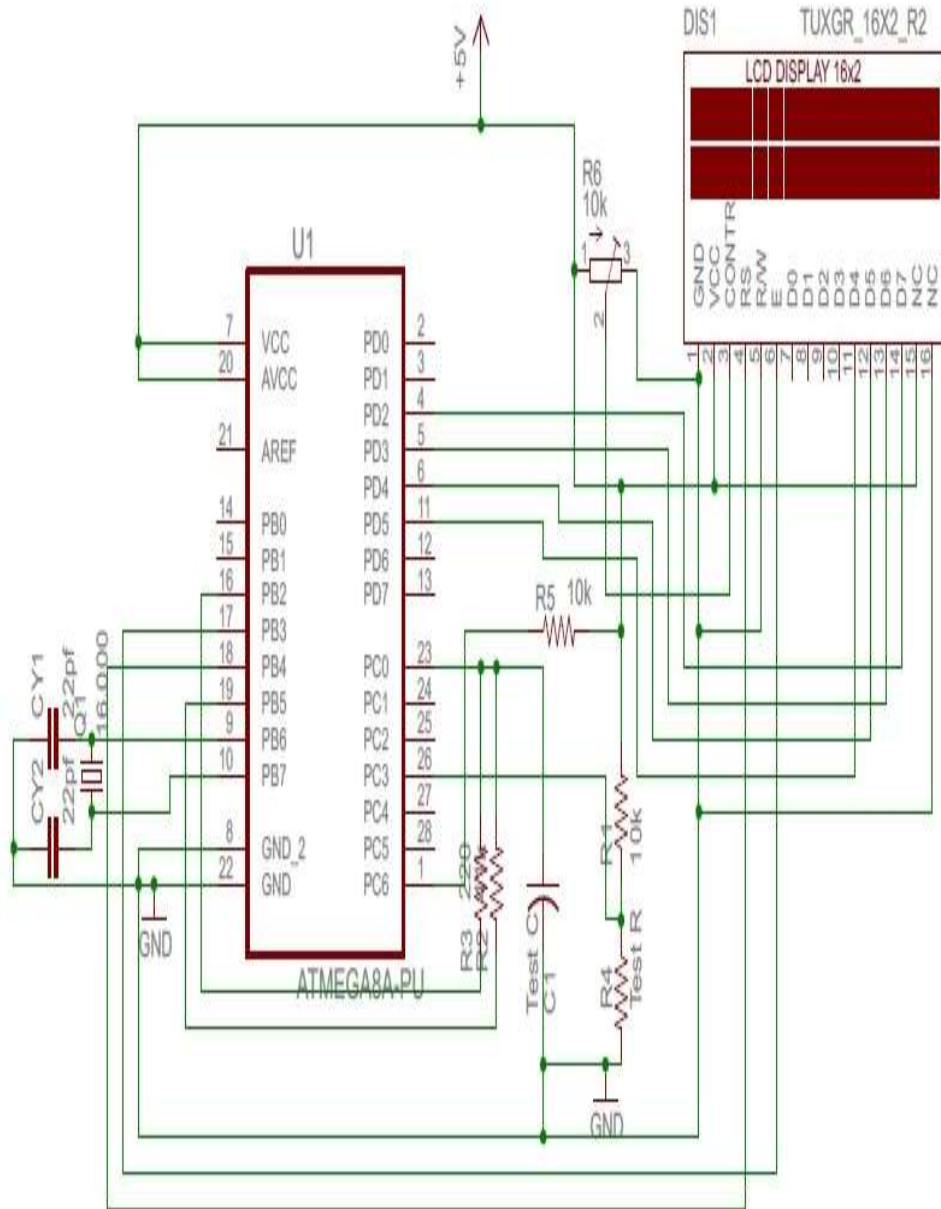 DIS1 TUXGR_16X2_R2
LCD DISPLAY 16x2
+5V
R6
10k
1 3
2
GND
VCC
CONTR
RS
R/W
E
D0
D1
D2
D3
D4
D5
D6
D7
NC
NC
1
2
3
4
5
6
7
8
9
10
11
12
13
14
15
16
U1
7 VCC PD0 2
20 AVCC PD1 3
PD2 4
21 AREF PD3 5
PD4 6
14 PB0 PD5 11
15 PB1 PD6 12
16 PB2 PD7 13
17 PB3
18 PB4 PC0 23
19 PB5 PC1 24
9 PB6 PC2 25
10 PB7 PC3 26
PC4 27
8 GND_2 PC5 28
22 GND PC6 1
ATMEGA8A-PU
CY1
22pf
Q1
16.000
CY2
22pf
GND
R5 10k
R3
220
R2
Test C
C1
R1
10k
R4
Test R
GND